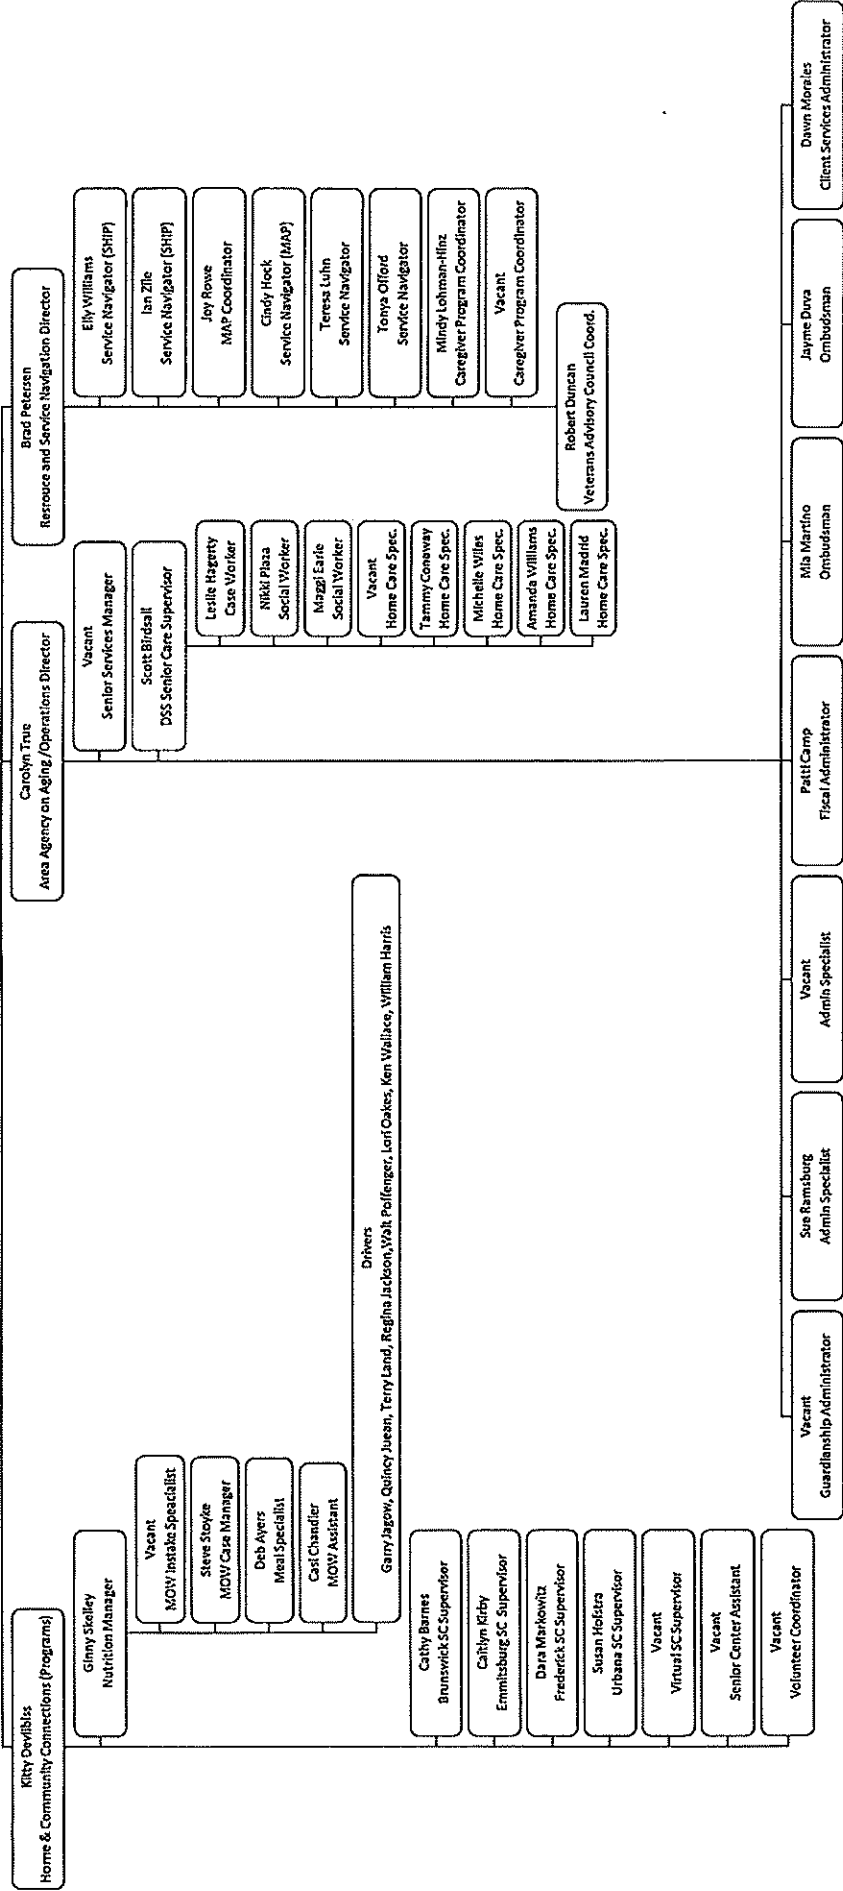 Kitty Devilbiss
Home & Community Connections (Programs)
Ginny Skelley
Nutrition Manager
Vacant
MOW Instake Speacialist
Steve Stoyke
MOW Case Manager
Deb Ayers
Meal Specialist
Casi Chandler
MOW Assistant
Drivers
Garry Jagow, Quincy Juean, Terry Land, Regina Jackson, Walt Poffenger, Lori Oakes, Ken Wallace, William Harris
Cathy Barnes
Brunswick SC Supervisor
Caitlyn Kirby
Emmitsburg SC Supervisor
Dara Markowitz
Frederick SC Supervisor
Susan Hofstra
Urbana SC Supervisor
Vacant
Virtual SC Supervisor
Vacant
Senior Center Assistant
Vacant
Volunteer Coordinator
Carolyn True
Area Agency on Aging /Operations Director
Vacant
Senior Services Manager
Scott Birdsall
DSS Senior Care Supervisor
Leslie Hagerty
Case Worker
Nikki Plaza
Social Worker
Maggi Earle
Social Worker
Vacant
Home Care Spec.
Tammy Conaway
Home Care Spec.
Michelle Wiles
Home Care Spec.
Amanda Williams
Home Care Spec.
Lauren Madrid
Home Care Spec.
Brad Petersen
Resrouce and Service Navigation Director
Elly Williams
Service Navigator (SHIP)
Ian Zile
Service Navigator (SHIP)
Joy Rowe
MAP Coordinator
Cindy Hock
Service Navigator (MAP)
Teresa Luhn
Service Navigator
Tonya Offord
Service Navigator
Mindy Lohman-Hinz
Caregiver Program Coordinator
Vacant
Caregiver Program Coordinator
Robert Duncan
Veterans Advisory Council Coord.
Vacant
Guardianship Administrator
Sue Ramsburg
Admin Specialist
Vacant
Admin Specialist
Patti Camp
Fiscal Administrator
Mia Martino
Ombudsman
Jayme Duva
Ombudsman
Dawn Morales
Client Services Administrator